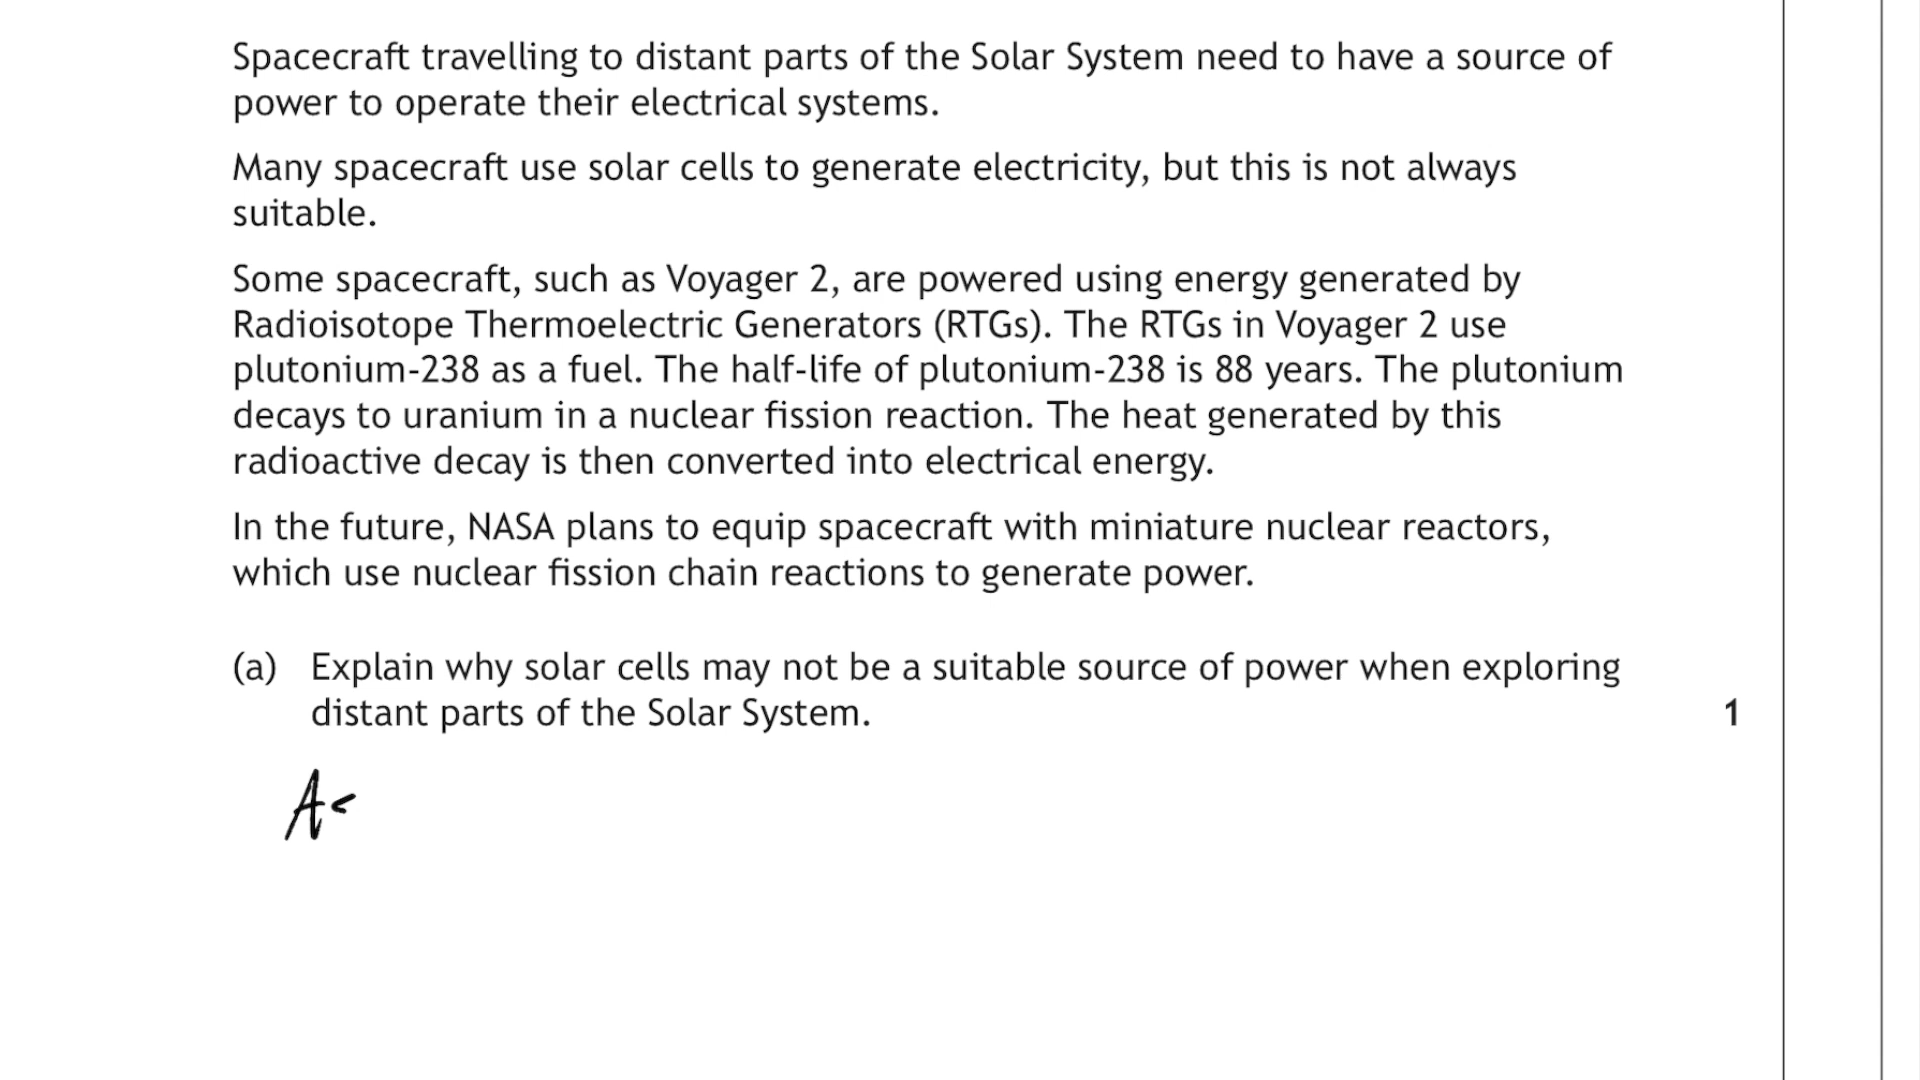 Spacecraft travelling to distant parts of the Solar System need to have a source of
power to operate their electrical systems.
Many spacecraft use solar cells to generate electricity, but this is not always
suitable.
Some spacecraft, such as Voyager 2, are powered using energy generated by
Radioisotope Thermoelectric Generators (RTGs). The RTGs in Voyager 2 use
plutonium-238 as a fuel. The half-life of plutonium-238 is 88 years. The plutonium
decays to uranium in a nuclear fission reaction. The heat generated by this
radioactive decay is then converted into electrical energy.
In the future, NASA plans to equip spacecraft with miniature nuclear reactors,
which use nuclear fission chain reactions to generate power.
(a) Explain why solar cells may not be a suitable source of power when exploring
distant parts of the Solar System. 1